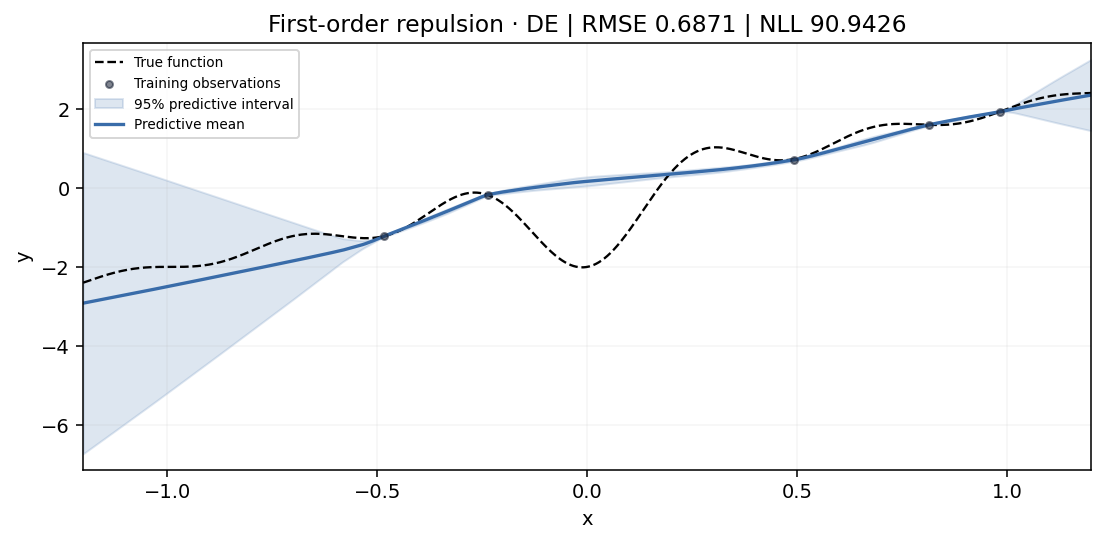 First-order repulsion · DE | RMSE 0.6871 | NLL 90.9426
True function
Training observations
95% predictive interval
Predictive mean
y
2
0
−2
−4
−6
−1.0 −0.5 0.0 0.5 1.0
x